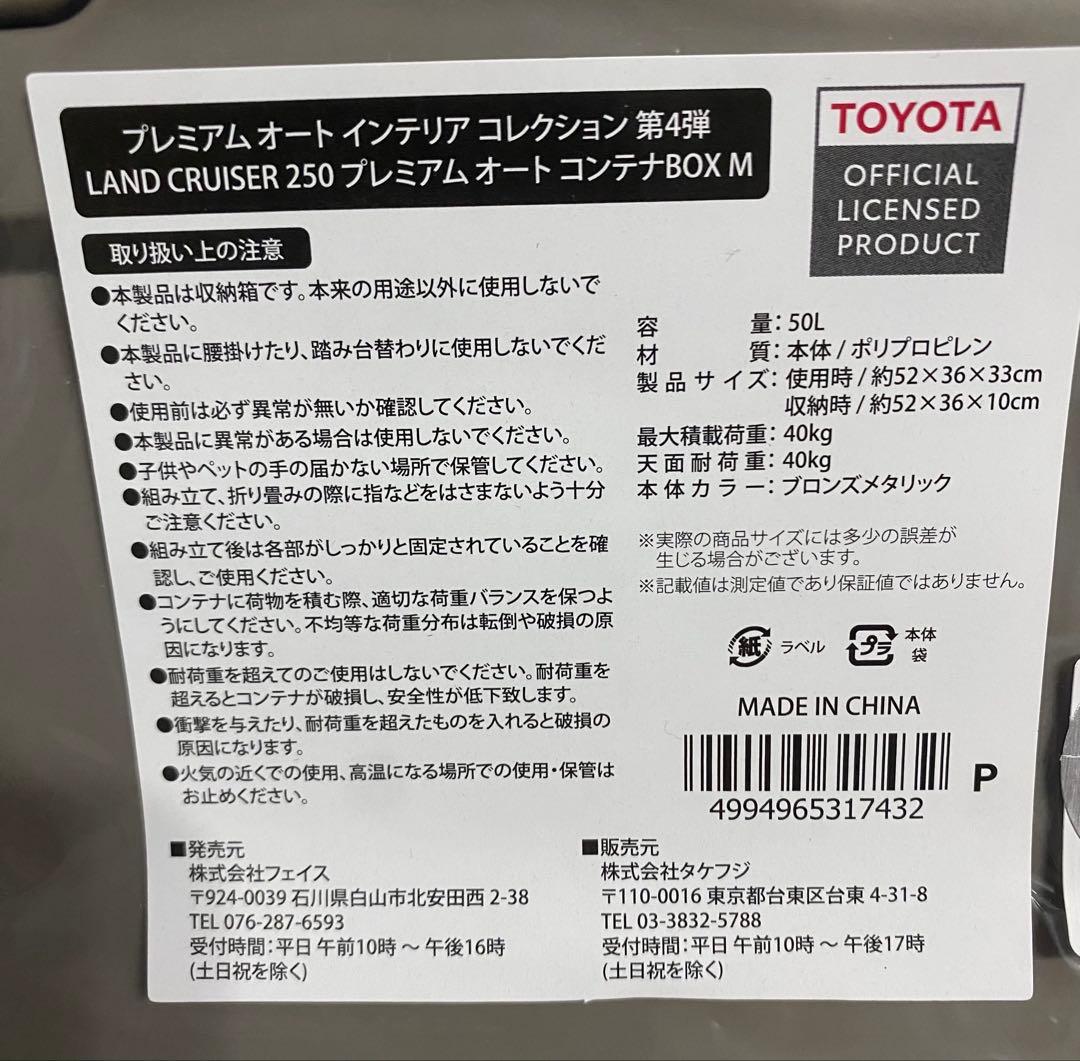 プレミアム オート インテリア コレクション 第4弾
LAND CRUISER 250 プレミアム オート コンテナBOX M
TOYOTA
OFFICIAL
LICENSED
PRODUCT
取り扱い上の注意
●本製品は収納箱です。本来の用途以外に使用しないで
ください。
●本製品に腰掛けたり、踏み台替わりに使用しないでくだ
さい。
●使用前は必ず異常が無いか確認してください。
●本製品に異常がある場合は使用しないでください。
●子供やペットの手の届かない場所で保管してください。
●組み立て、折り畳みの際に指などをはさまないよう十分
ご注意ください。
●組み立て後は各部がしっかりと固定されていることを確
認し、ご使用ください。
●コンテナに荷物を積む際、適切な荷重バランスを保つよ
うにしてください。不均等な荷重分布は転倒や破損の原
因になります。
●耐荷重を超えてのご使用はしないでください。耐荷重を
超えるとコンテナが破損し、安全性が低下致します。
●衝撃を与えたり、耐荷重を超えたものを入れると破損の
原因になります。
●火気の近くでの使用、高温になる場所での使用・保管は
お止めください。
容量：50L
材質：本体 / ポリプロピレン
製品サイズ：使用時 / 約52×36×33cm
収納時 / 約52×36×10cm
最大積載荷重：40kg
天面耐荷重：40kg
本体カラー：ブロンズメタリック
※実際の商品サイズには多少の誤差が
生じる場合がございます。
※記載値は測定値であり保証値ではありません。
紙 ラベル プラ 本体
袋
MADE IN CHINA
P
4994965317432
■発売元
株式会社フェイス
〒924-0039 石川県白山市北安田西 2-38
TEL 076-287-6593
受付時間：平日 午前10時 ～ 午後16時
(土日祝を除く)
■販売元
株式会社タケフジ
〒110-0016 東京都台東区台東 4-31-8
TEL 03-3832-5788
受付時間：平日 午前10時 ～ 午後17時
(土日祝を除く)